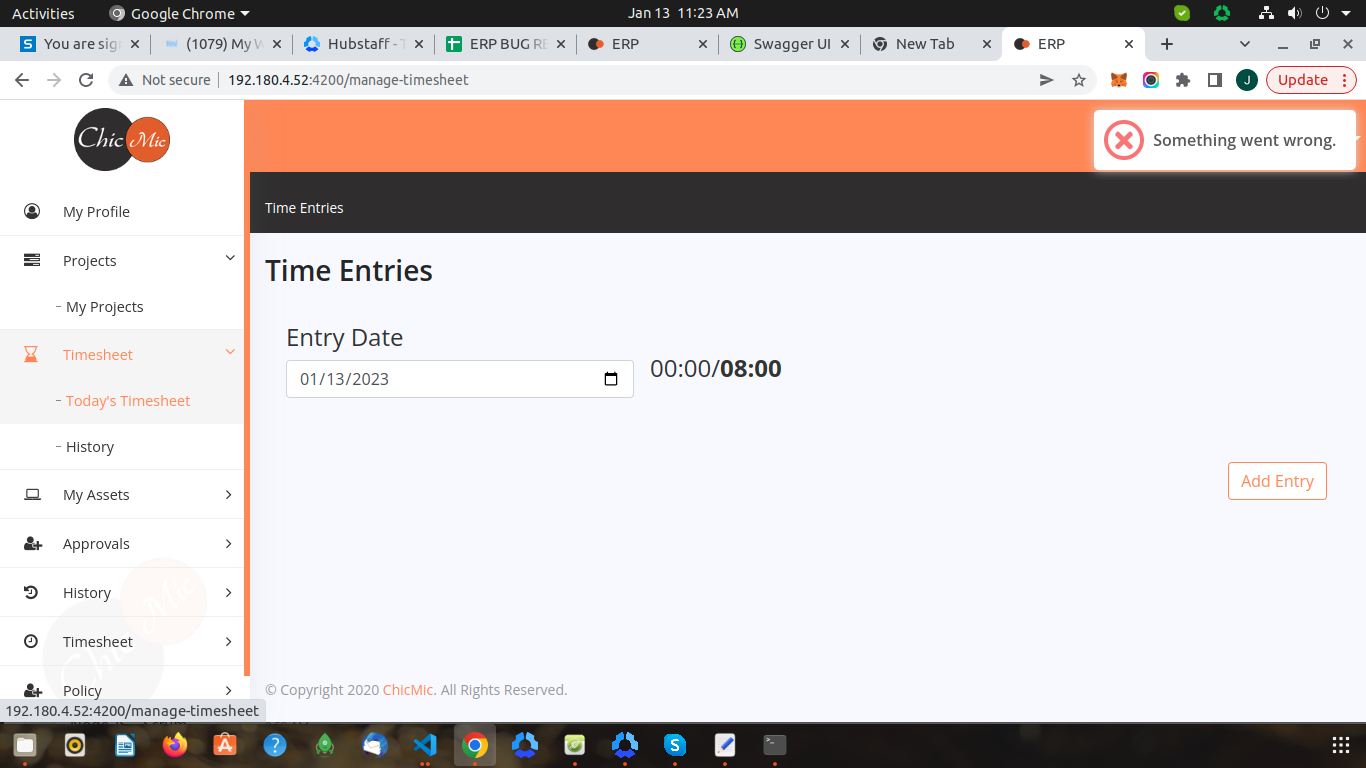 Activities
Google Chrome
Jan 13 11:23 AM
You are sig
(1079) My W
Hubstaff - T
ERP BUG RE
ERP
Swagger UI
New Tab
ERP
Not secure
192.180.4.52:4200/manage-timesheet
J
Update
Chic Mic
Something went wrong.
My Profile
Projects
- My Projects
Timesheet
- Today's Timesheet
- History
My Assets
Approvals
History
Timesheet
Policy
Time Entries
Time Entries
Entry Date
01/13/2023
00:00/08:00
Add Entry
© Copyright 2020 ChicMic. All Rights Reserved.
Chic Mic
192.180.4.52:4200/manage-timesheet